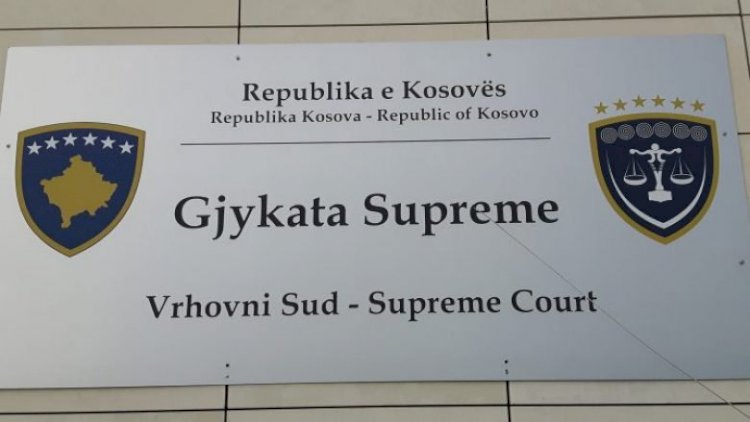 Republika e Kosovës
Republika Kosova - Republic of Kosovo
Gjykata Supreme
Vrhovni Sud - Supreme Court